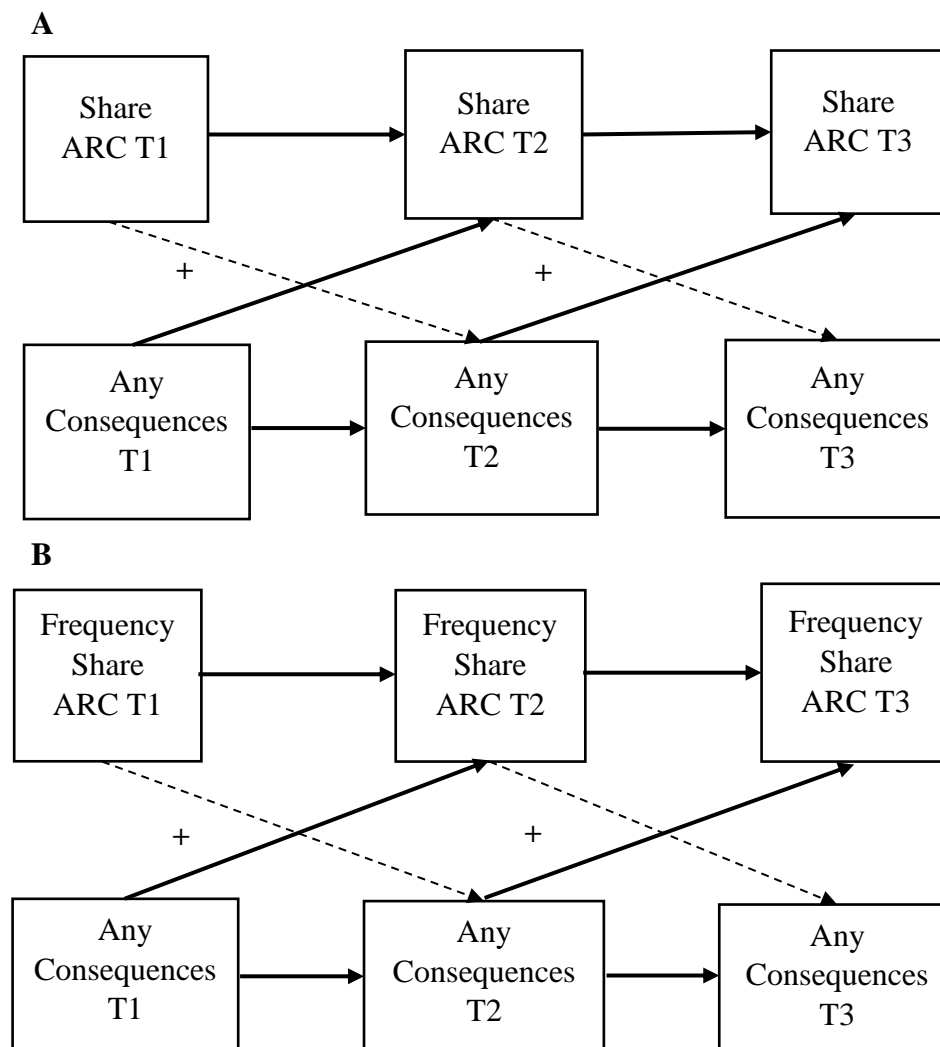 A
Share
ARC T1
Share
ARC T2
Share
ARC T3
+
+
Any
Consequences
T1
Any
Consequences
T2
Any
Consequences
T3
B
Frequency
Share
ARC T1
Frequency
Share
ARC T2
Frequency
Share
ARC T3
+
+
Any
Consequences
T1
Any
Consequences
T2
Any
Consequences
T3